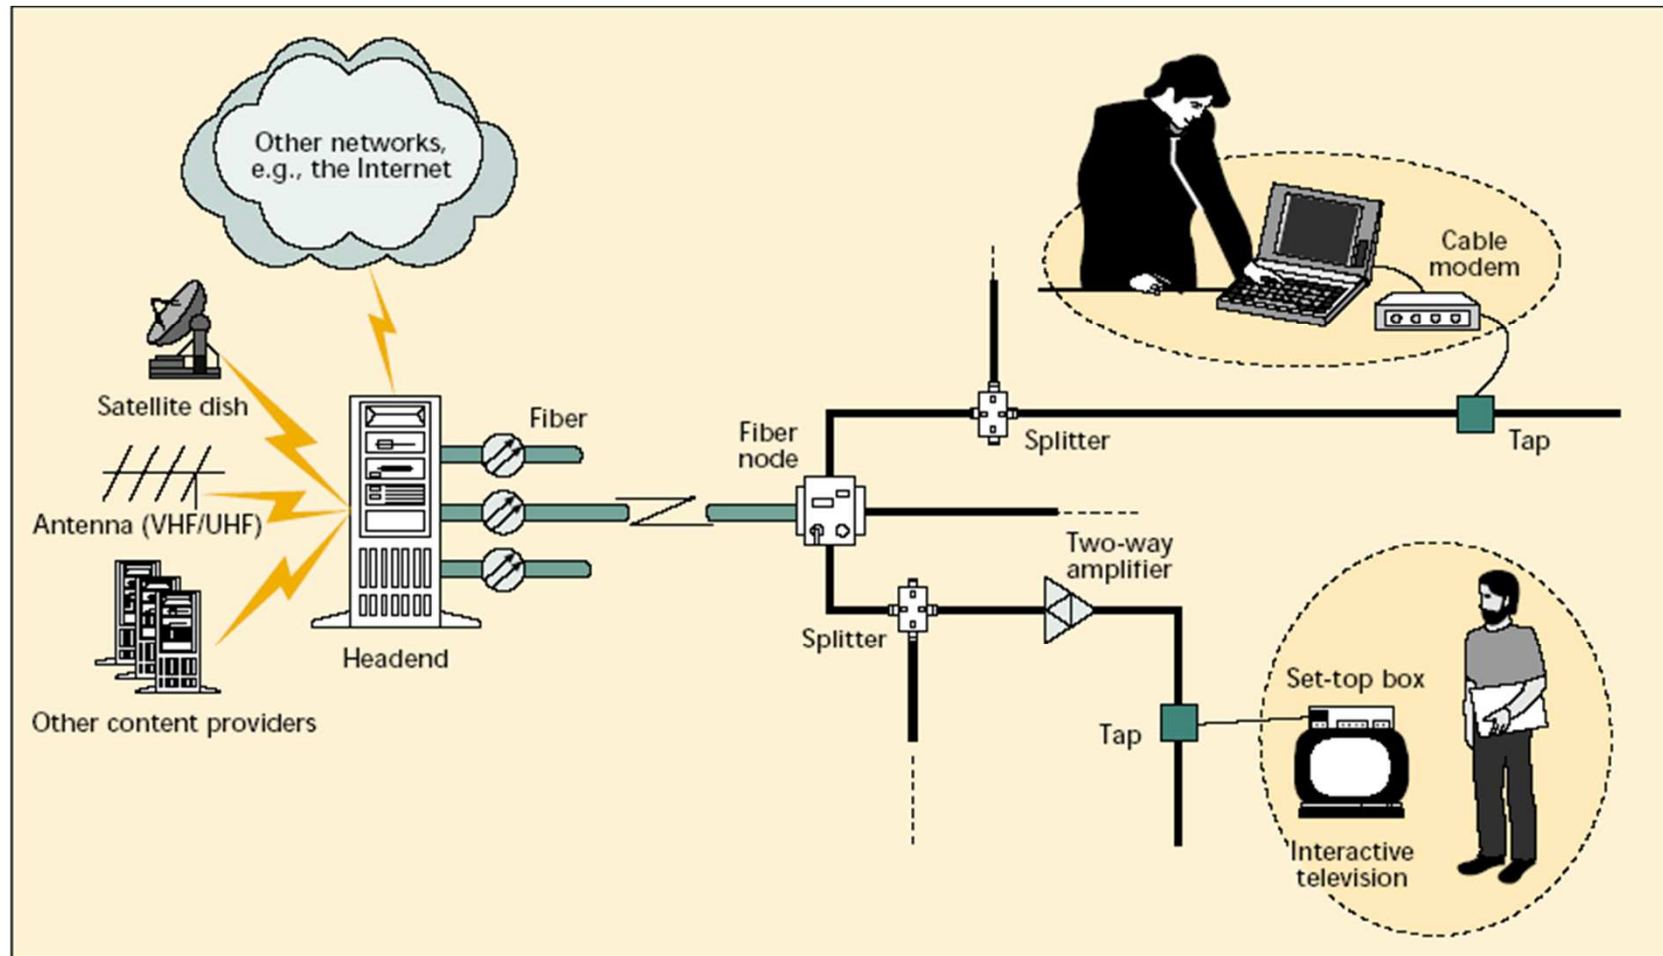 Other networks,
e.g., the Internet
Satellite dish
Antenna (VHF/UHF)
Other content providers
Headend
Fiber
Fiber
node
Splitter
Cable
modem
Tap
Two-way
amplifier
Splitter
Tap
Set-top box
Interactive
television